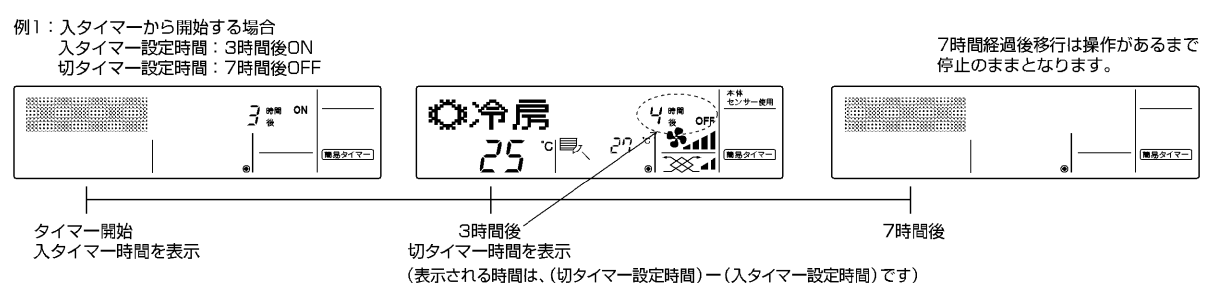 例1：入タイマーから開始する場合
入タイマー設定時間：3時間後ON
切タイマー設定時間：7時間後OFF
7時間経過後移行は操作があるまで
停止のままとなります。
3 時間後 ON
簡易タイマー
冷房
4 時間後 OFF
本体
センサー使用
25 ℃
27 ℃
簡易タイマー
簡易タイマー
タイマー開始
入タイマー時間を表示
3時間後
切タイマー時間を表示
（表示される時間は、（切タイマー設定時間）ー（入タイマー設定時間）です）
7時間後